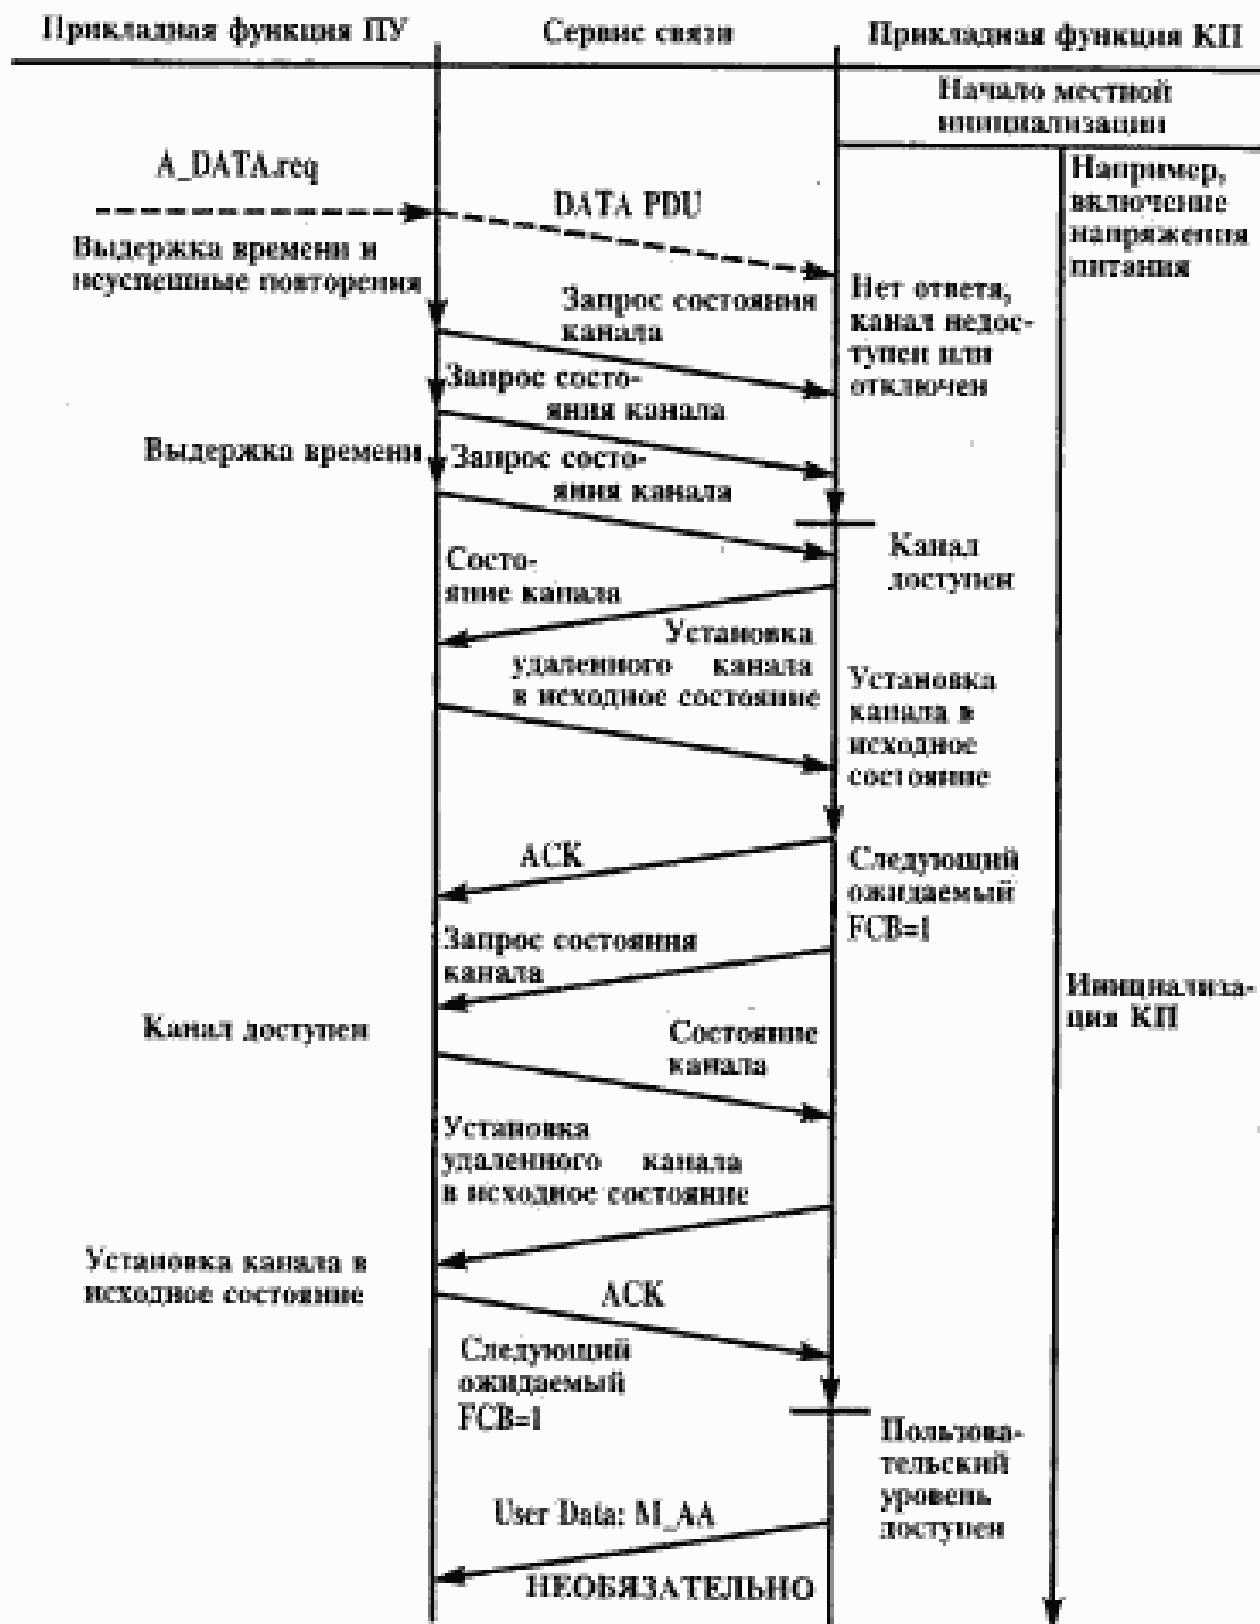 Прикладная функция ПУ
Сервис связи
Прикладная функция КП
Начало местной
инициализации
A_DATA.req
Например,
включение
напряжения
питания
DATA PDU
Выдержка времени и
неуспешные повторения
Запрос состояния
канала
Нет ответа,
канал недос-
тупен или
отключен
Запрос состо-
яния канала
Выдержка времени
Запрос состо-
яния канала
Канал
доступен
Состо-
яние канала
Установка
удаленного канала
в исходное состояние
Установка
канала в
исходное
состояние
ACK
Следующий
ожидаемый
FCB=1
Запрос состояния
канала
Инициализа-
ция КП
Канал доступен
Состояние
канала
Установка
удаленного канала
в исходное состояние
Установка канала в
исходное состояние
ACK
Следующий
ожидаемый
FCB=1
Пользова-
тельский
уровень
доступен
User Data: M_AA
НЕОБЯЗАТЕЛЬНО